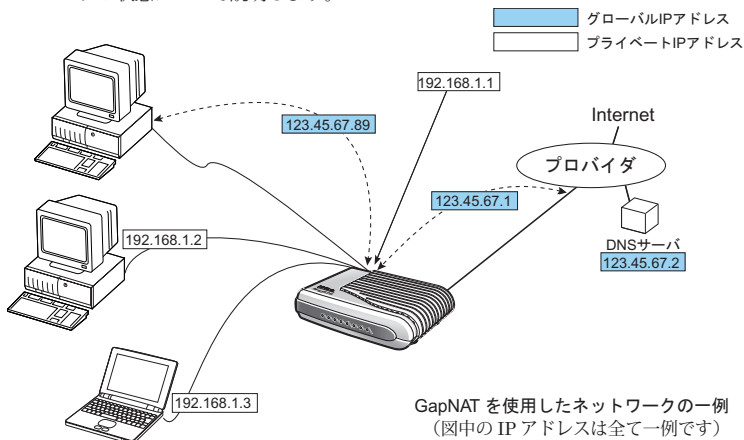 グローバルIPアドレス
プライベートIPアドレス
192.168.1.1
123.45.67.89
Internet
プロバイダ
123.45.67.1
192.168.1.2
DNSサーバ
123.45.67.2
192.168.1.3
GapNAT を使用したネットワークの一例
（図中の IP アドレスは全て一例です）